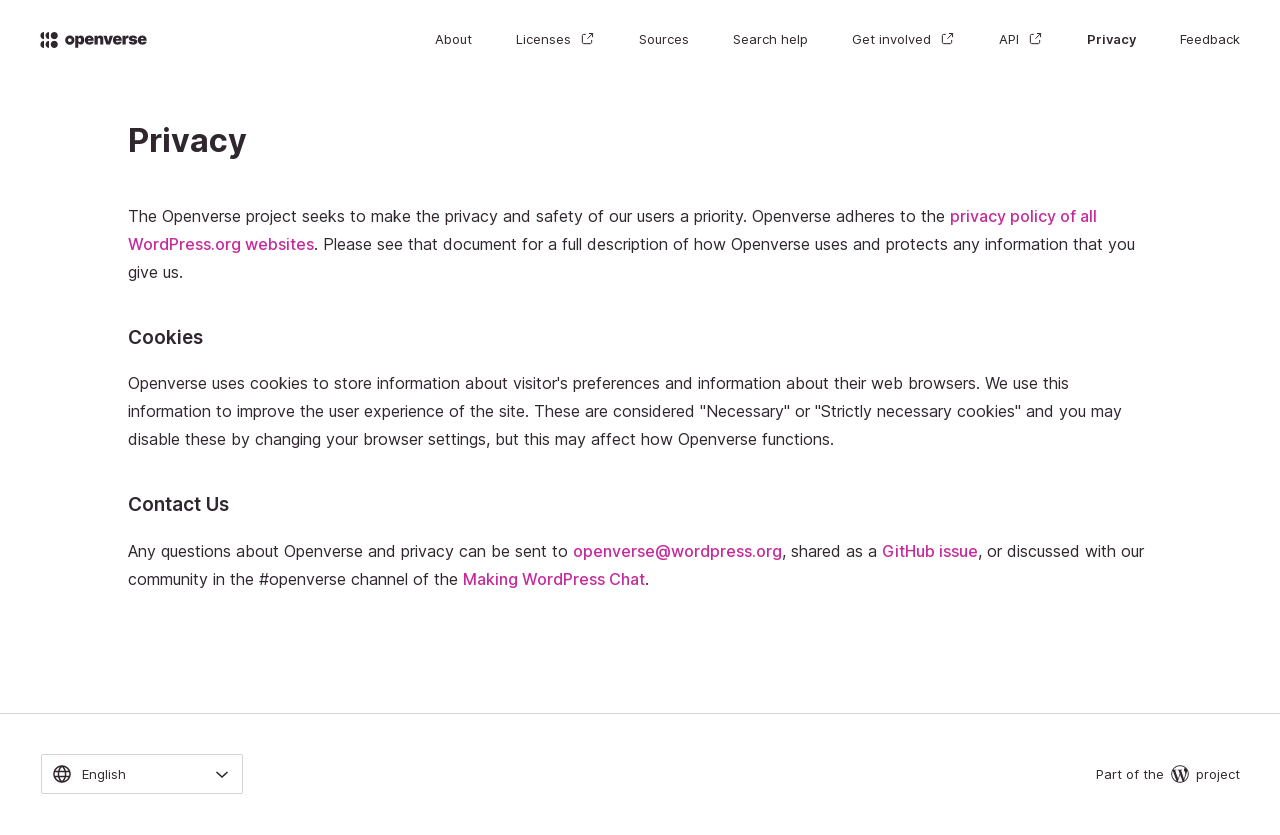 openverse
About
Licenses
Sources
Search help
Get involved
API
Privacy
Feedback
Privacy
The Openverse project seeks to make the privacy and safety of our users a priority. Openverse adheres to the privacy policy of all
WordPress.org websites. Please see that document for a full description of how Openverse uses and protects any information that you
give us.
Cookies
Openverse uses cookies to store information about visitor's preferences and information about their web browsers. We use this
information to improve the user experience of the site. These are considered "Necessary" or "Strictly necessary cookies" and you may
disable these by changing your browser settings, but this may affect how Openverse functions.
Contact Us
Any questions about Openverse and privacy can be sent to openverse@wordpress.org, shared as a GitHub issue, or discussed with our
community in the #openverse channel of the Making WordPress Chat.
English
Part of the project